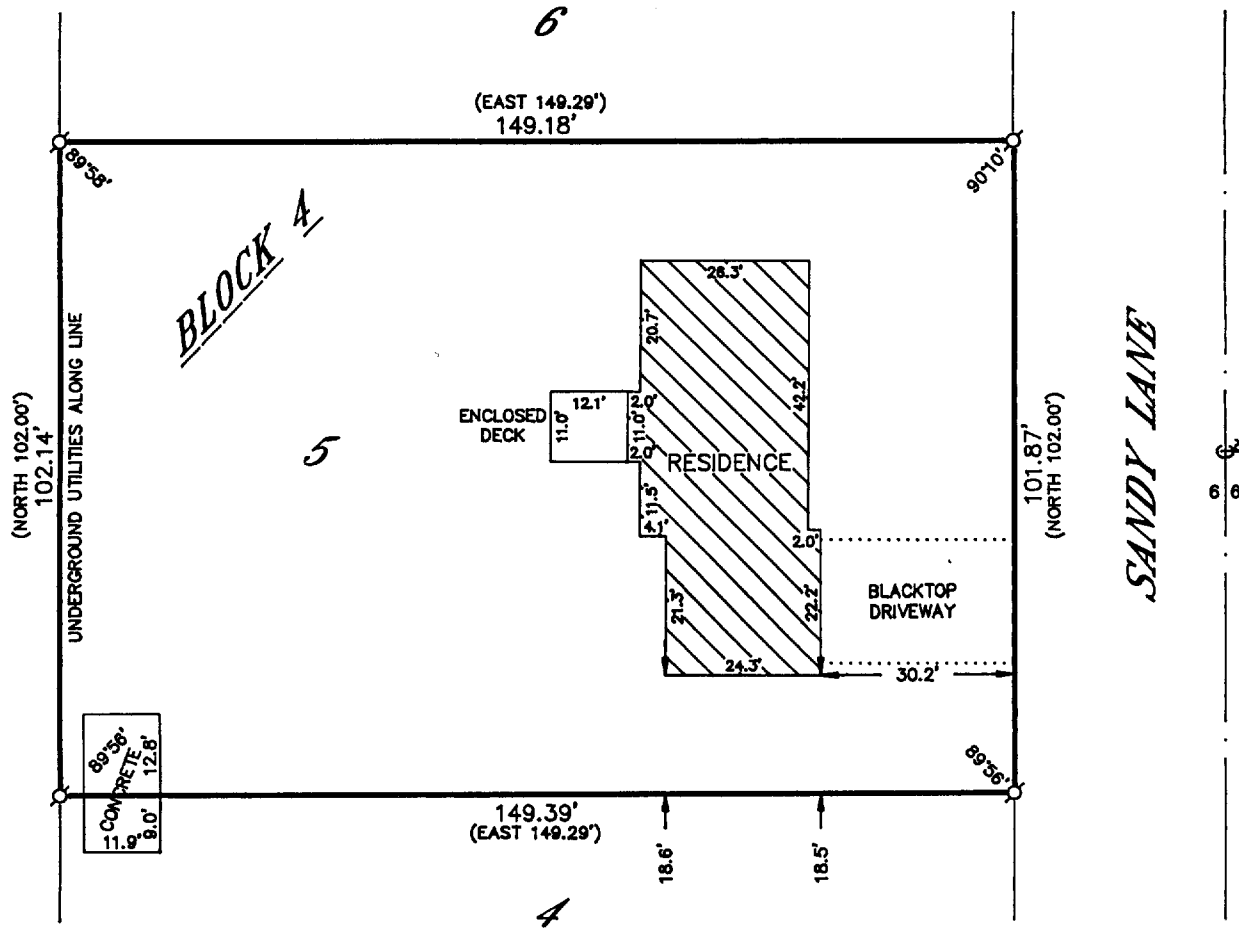 6
(EAST 149.29')
149.18'
89°58'
90°10'
BLOCK 4
26.3'
20.7'
42.2'
12.1'
2.0'
11.0'
11.0'
2.0'
ENCLOSED
DECK
5
RESIDENCE
11.5'
4.1'
2.0'
(NORTH 102.00')
102.14'
UNDERGROUND UTILITIES ALONG LINE
101.87'
(NORTH 102.00')
SANDY LANE
6 6
21.3'
22.2'
BLACKTOP
DRIVEWAY
24.3'
30.2'
89°56'
CONCRETE
12.8'
9.0'
11.9'
89°56'
149.39'
(EAST 149.29')
18.6'
18.5'
4